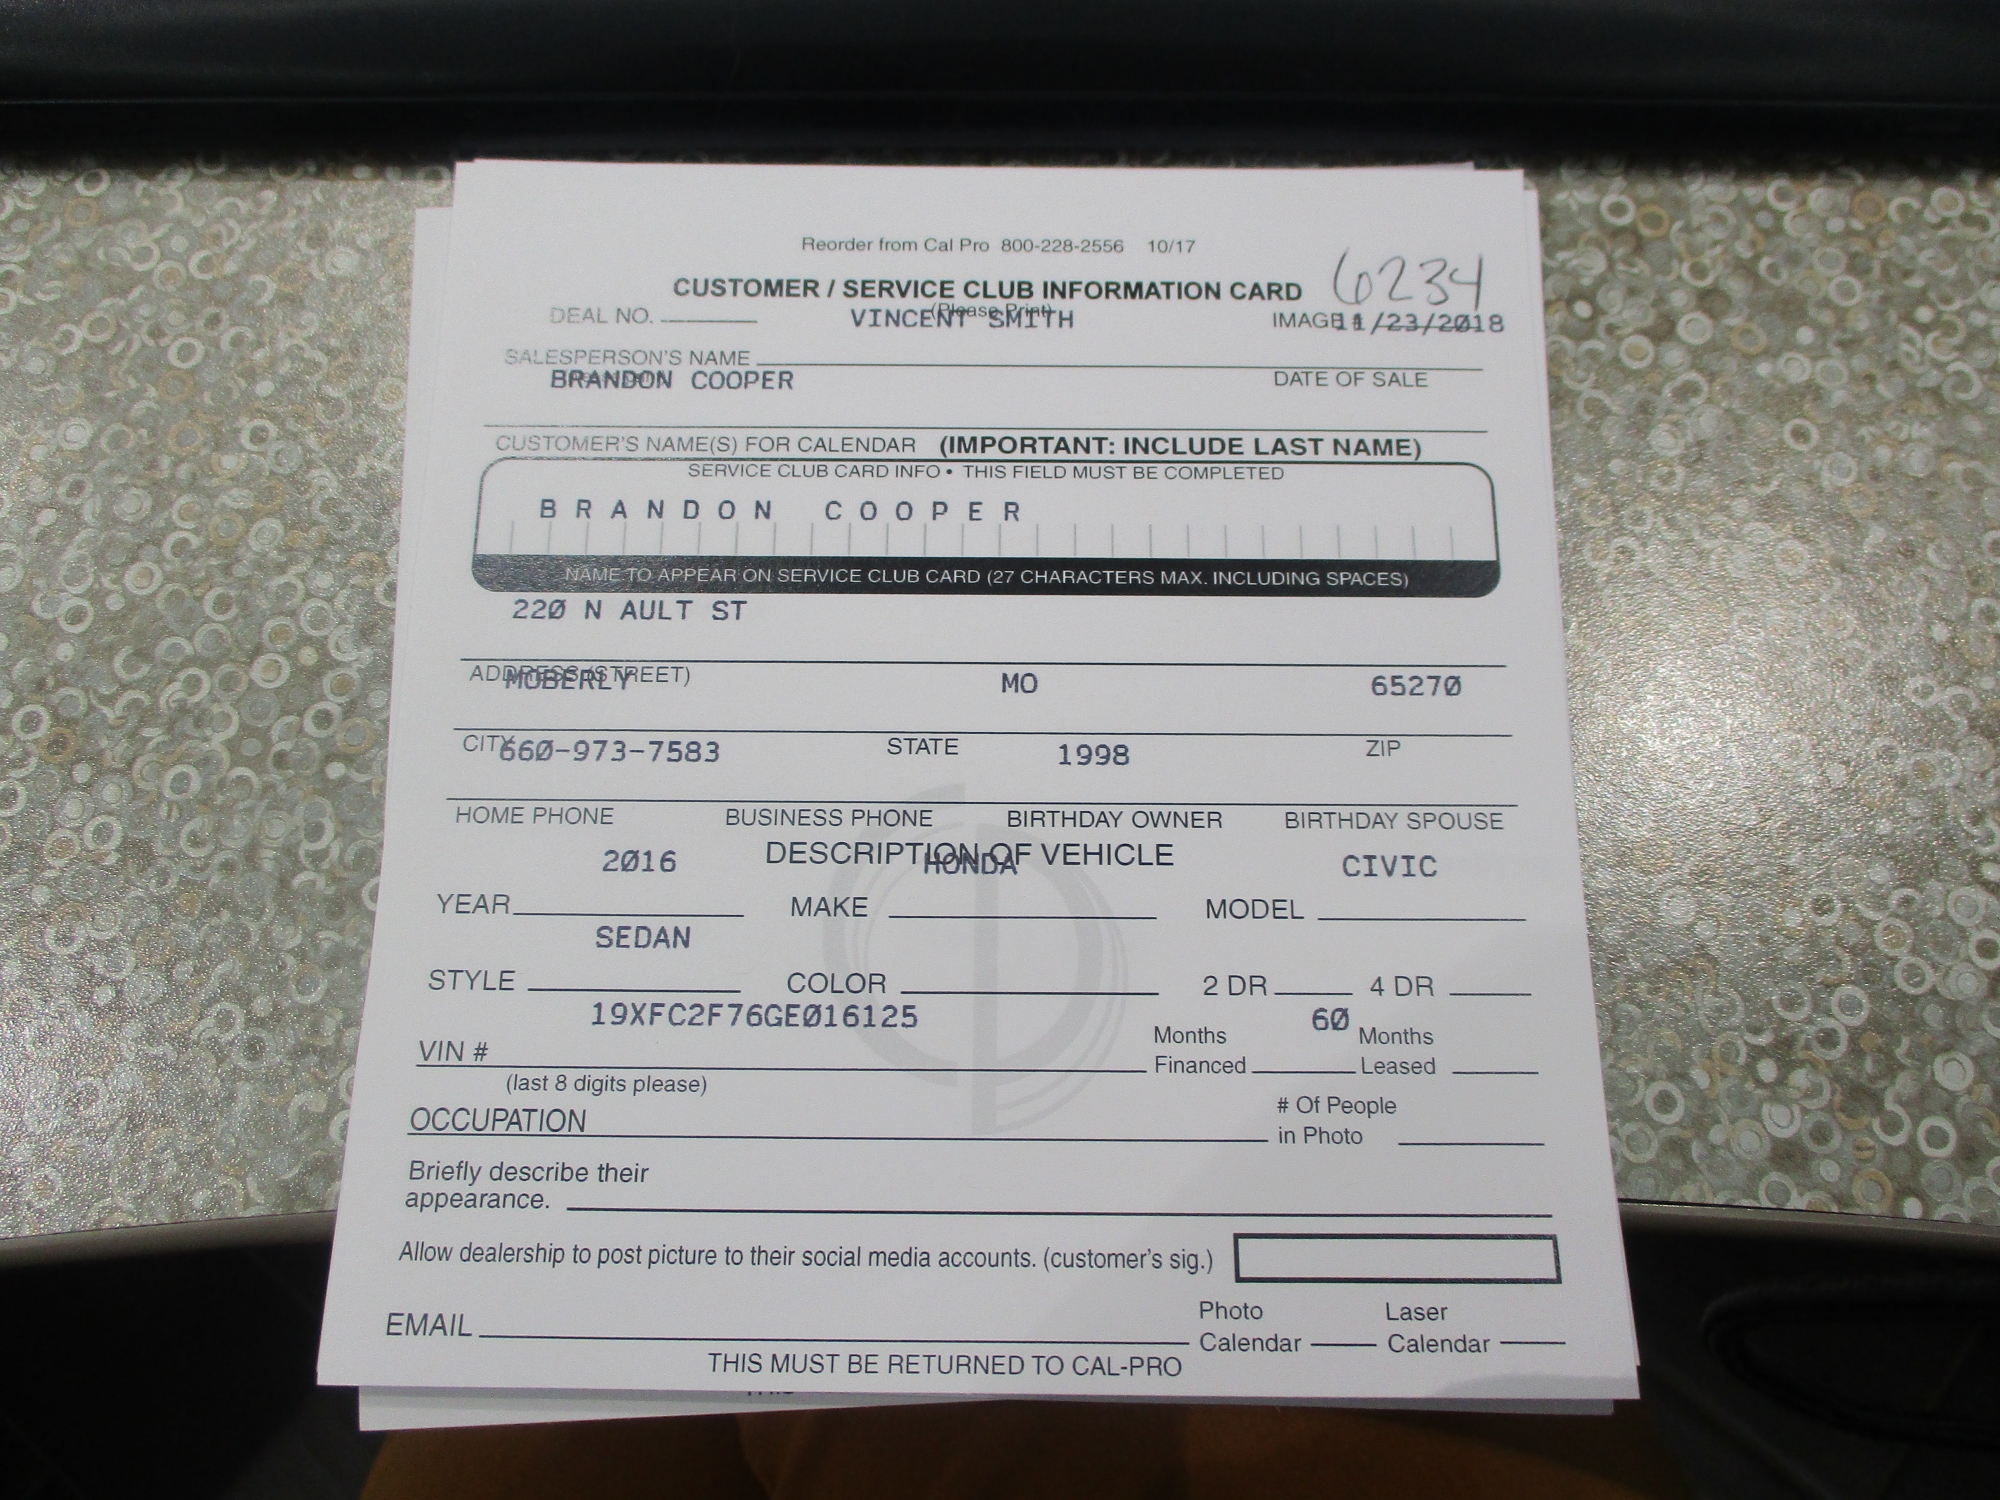 Reorder from Cal Pro 800-228-2556 10/17
CUSTOMER / SERVICE CLUB INFORMATION CARD 6234
(Please Print)
DEAL NO. VINCENT SMITH IMAGE # 11/23/2018
SALESPERSON'S NAME
BRANDON COOPER DATE OF SALE
CUSTOMER'S NAME(S) FOR CALENDAR (IMPORTANT: INCLUDE LAST NAME)
SERVICE CLUB CARD INFO • THIS FIELD MUST BE COMPLETED
BRANDON COOPER
NAME TO APPEAR ON SERVICE CLUB CARD (27 CHARACTERS MAX. INCLUDING SPACES)
220 N AULT ST
ADDRESS (STREET)
MOBERLY MO 65270
CITY STATE ZIP
660-973-7583 1998
HOME PHONE BUSINESS PHONE BIRTHDAY OWNER BIRTHDAY SPOUSE
DESCRIPTION OF VEHICLE
2016 HONDA CIVIC
YEAR MAKE MODEL
SEDAN
STYLE COLOR 2 DR 4 DR
19XFC2F76GE016125 60
VIN # Months Financed Months Leased
(last 8 digits please)
OCCUPATION # Of People in Photo
Briefly describe their
appearance.
Allow dealership to post picture to their social media accounts. (customer's sig.)
EMAIL Photo Calendar Laser Calendar
THIS MUST BE RETURNED TO CAL-PRO